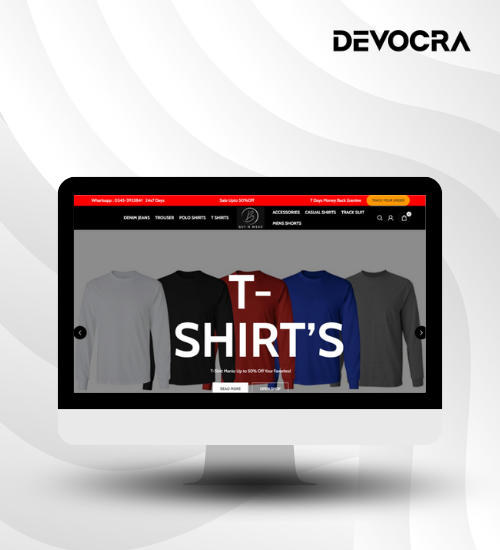 DEVOCRA
Whatsapp : 0345-3915841 24x7 Days
Sale Upto 50%OFF
7 Days Money Back Grantee
TRACK YOUR ORDER
DENIM JEANS TROUSER POLO SHIRTS T SHIRTS
BUY N WEAR
ACCESSORIES CASUAL SHIRTS TRACK SUIT
MENS SHORTS
0
T-
SHIRT'S
T-Shirt Mania: Up to 50% Off Your Favorites!
READ MORE
OPEN SHOP